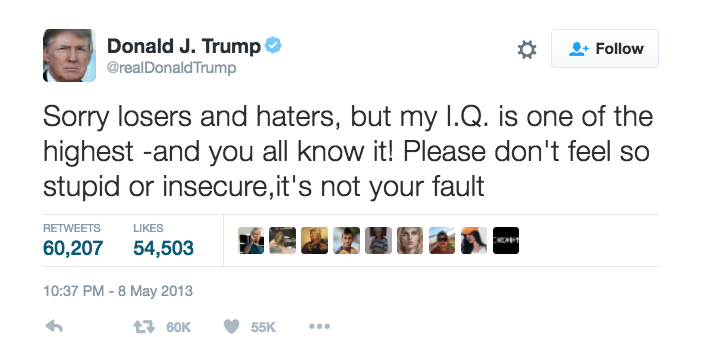 Donald J. Trump
@realDonaldTrump
Follow
Sorry losers and haters, but my I.Q. is one of the
highest -and you all know it! Please don't feel so
stupid or insecure,it's not your fault
RETWEETS LIKES
60,207 54,503
10:37 PM - 8 May 2013
60K 55K